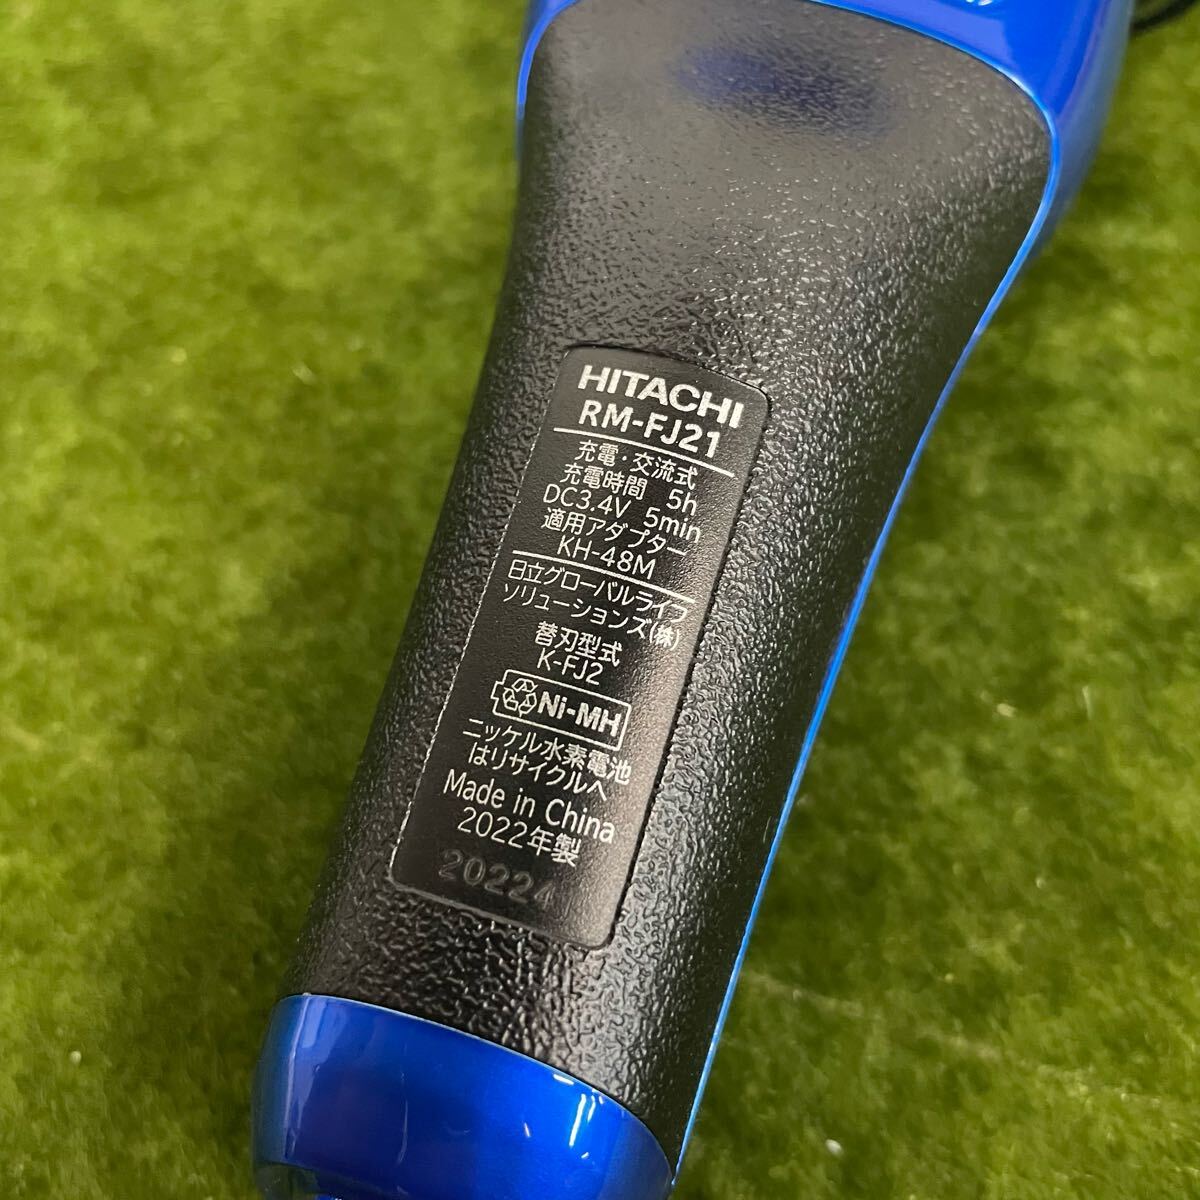 HITACHI
RM-FJ21
充電・交流式
充電時間 5h
DC3.4V 5min
適用アダプター
KH-48M
日立グローバルライフ
ソリューションズ(株)
替刃型式
K-FJ2
Ni-MH
ニッケル水素電池
はリサイクルへ
Made in China
2022年製
20224